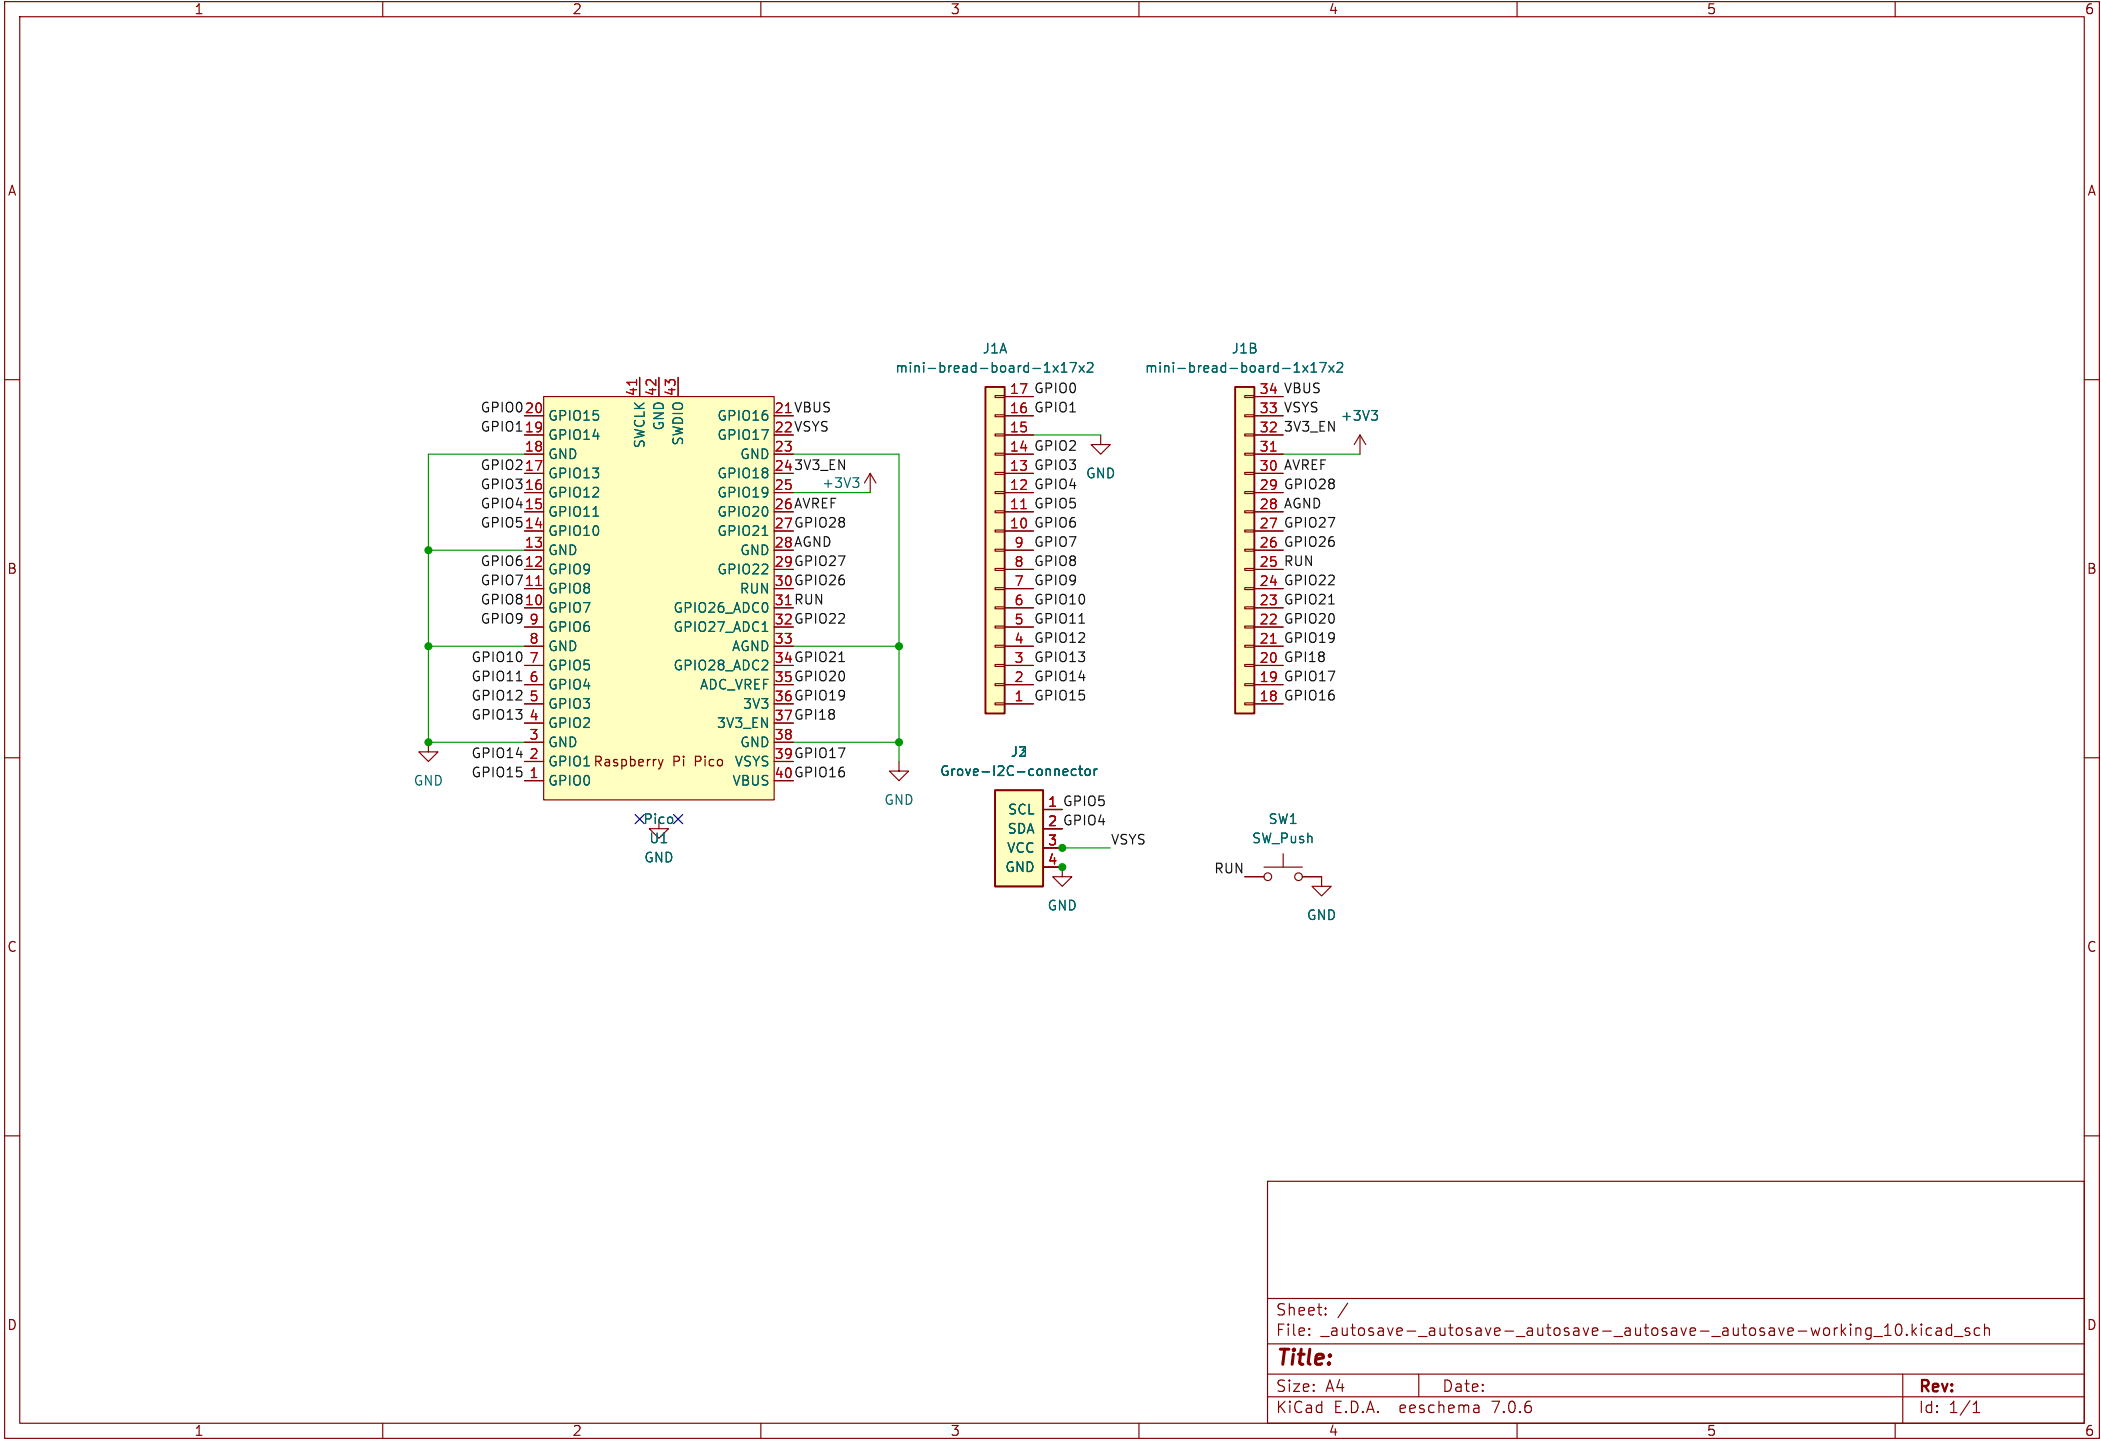 1 2 3 4 5 6
A A
B B
C C
D D
J1A
mini-bread-board-1x17x2
17 GPIO0
16 GPIO1
15
GND
14 GPIO2
13 GPIO3
12 GPIO4
11 GPIO5
10 GPIO6
9 GPIO7
8 GPIO8
7 GPIO9
6 GPIO10
5 GPIO11
4 GPIO12
3 GPIO13
2 GPIO14
1 GPIO15
J1B
mini-bread-board-1x17x2
34 VBUS
33 VSYS
+3V3
32 3V3_EN
31
30 AVREF
29 GPIO28
28 AGND
27 GPIO27
26 GPIO26
25 RUN
24 GPIO22
23 GPIO21
22 GPIO20
21 GPIO19
20 GPI18
19 GPIO17
18 GPIO16
41 42 43
SWCLK GND SWDIO
GPIO0 20 GPIO15
GPIO1 19 GPIO14
18 GND
GPIO2 17 GPIO13
GPIO3 16 GPIO12
GPIO4 15 GPIO11
GPIO5 14 GPIO10
13 GND
GPIO6 12 GPIO9
GPIO7 11 GPIO8
GPIO8 10 GPIO7
GPIO9 9 GPIO6
8 GND
GPIO10 7 GPIO5
GPIO11 6 GPIO4
GPIO12 5 GPIO3
GPIO13 4 GPIO2
3 GND
GPIO14 2 GPIO1
GPIO15 1 GPIO0
GND
GPIO16 21 VBUS
GPIO17 22 VSYS
GND 23
GPIO18 24 3V3_EN
GPIO19 25 +3V3
GPIO20 26 AVREF
GPIO21 27 GPIO28
GND 28 AGND
GPIO22 29 GPIO27
RUN 30 GPIO26
GPIO26_ADC0 31 RUN
GPIO27_ADC1 32 GPIO22
AGND 33
GPIO28_ADC2 34 GPIO21
ADC_VREF 35 GPIO20
3V3 36 GPIO19
3V3_EN 37 GPI18
GND 38
VSYS 39 GPIO17
VBUS 40 GPIO16
GND
Raspberry Pi Pico
Pico
U1
GND
Grove-I2C-connector
SCL 1 GPIO5
SDA 2 GPIO4
VCC 3 VSYS
GND 4
GND
SW1
SW_Push
RUN
GND
Sheet: /
File: _autosave-_autosave-_autosave-_autosave-_autosave-working_10.kicad_sch
Title:
Size: A4 Date: Rev:
KiCad E.D.A. eeschema 7.0.6 Id: 1/1
1 2 3 4 5 6